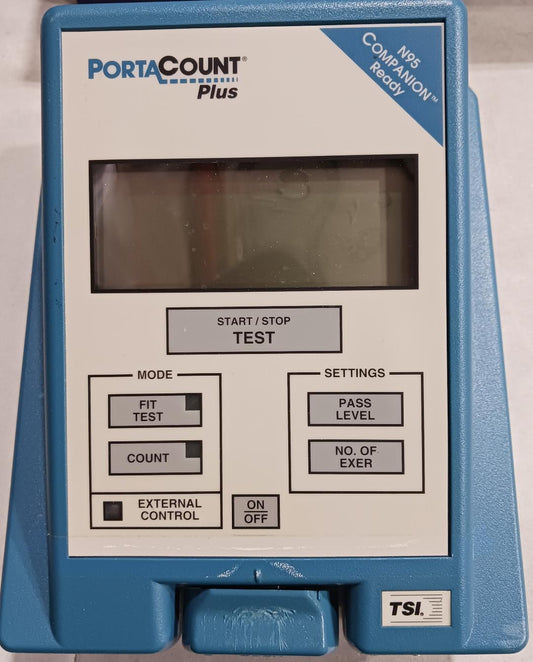 PORTACOUNT®
Plus
N95
COMPANION™
Ready
START / STOP
TEST
MODE
FIT
TEST
COUNT
EXTERNAL
CONTROL
ON
OFF
SETTINGS
PASS
LEVEL
NO. OF
EXER
TSI